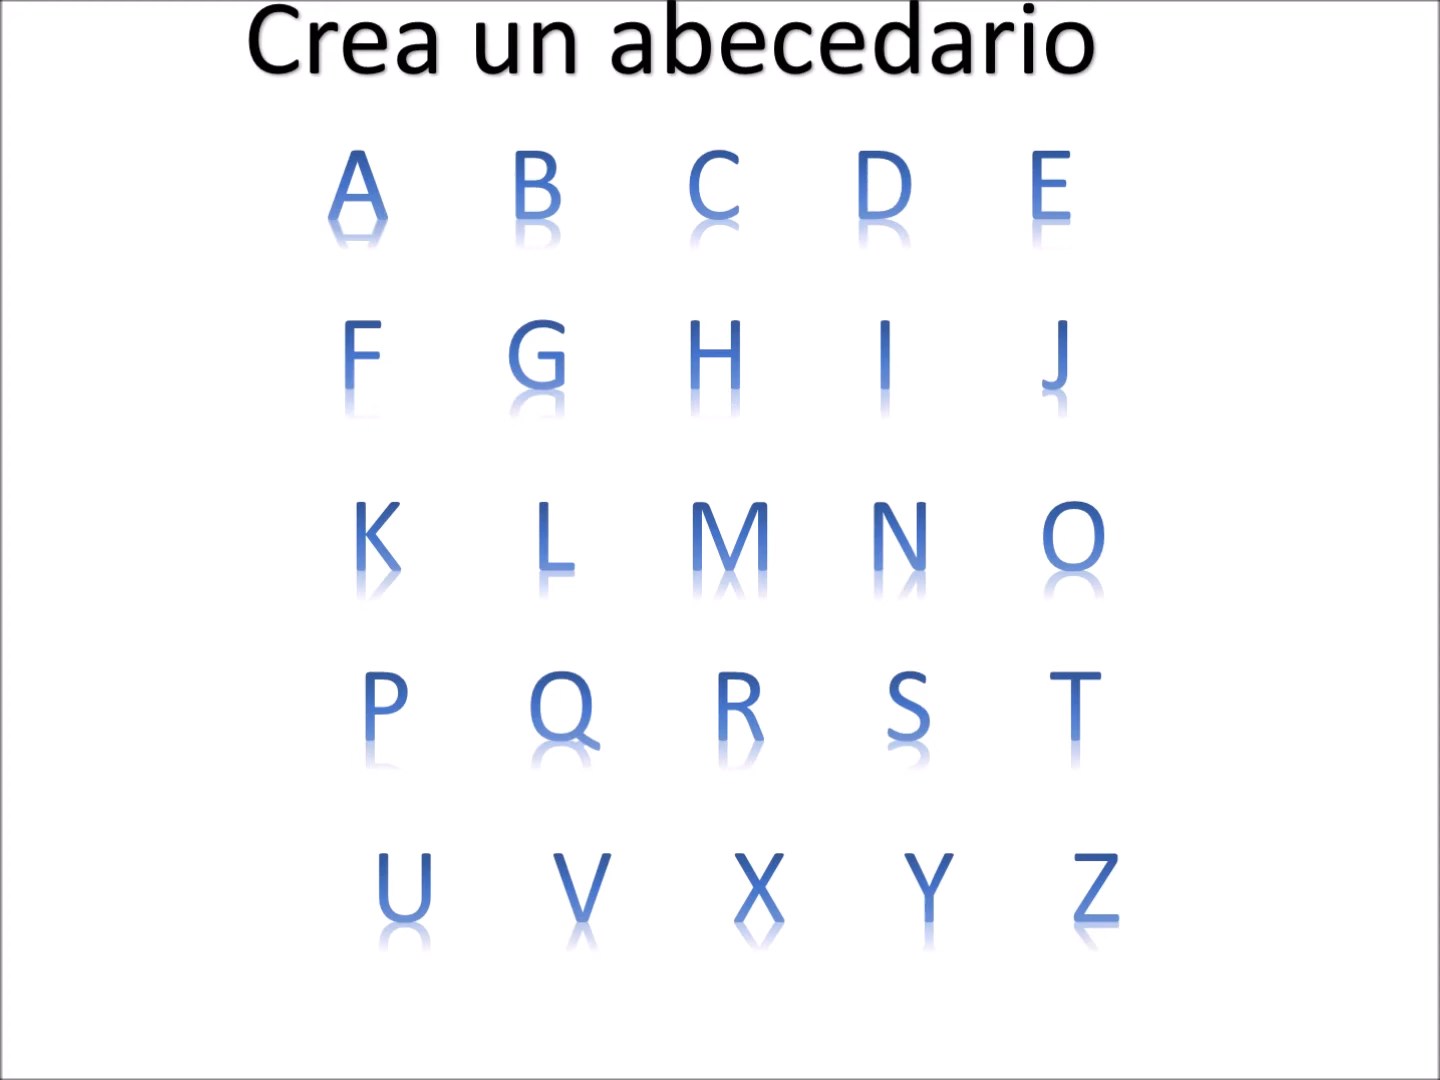 Crea un abecedario
A B C D E
F G H I J
K L M N O
P Q R S T
U V X Y Z